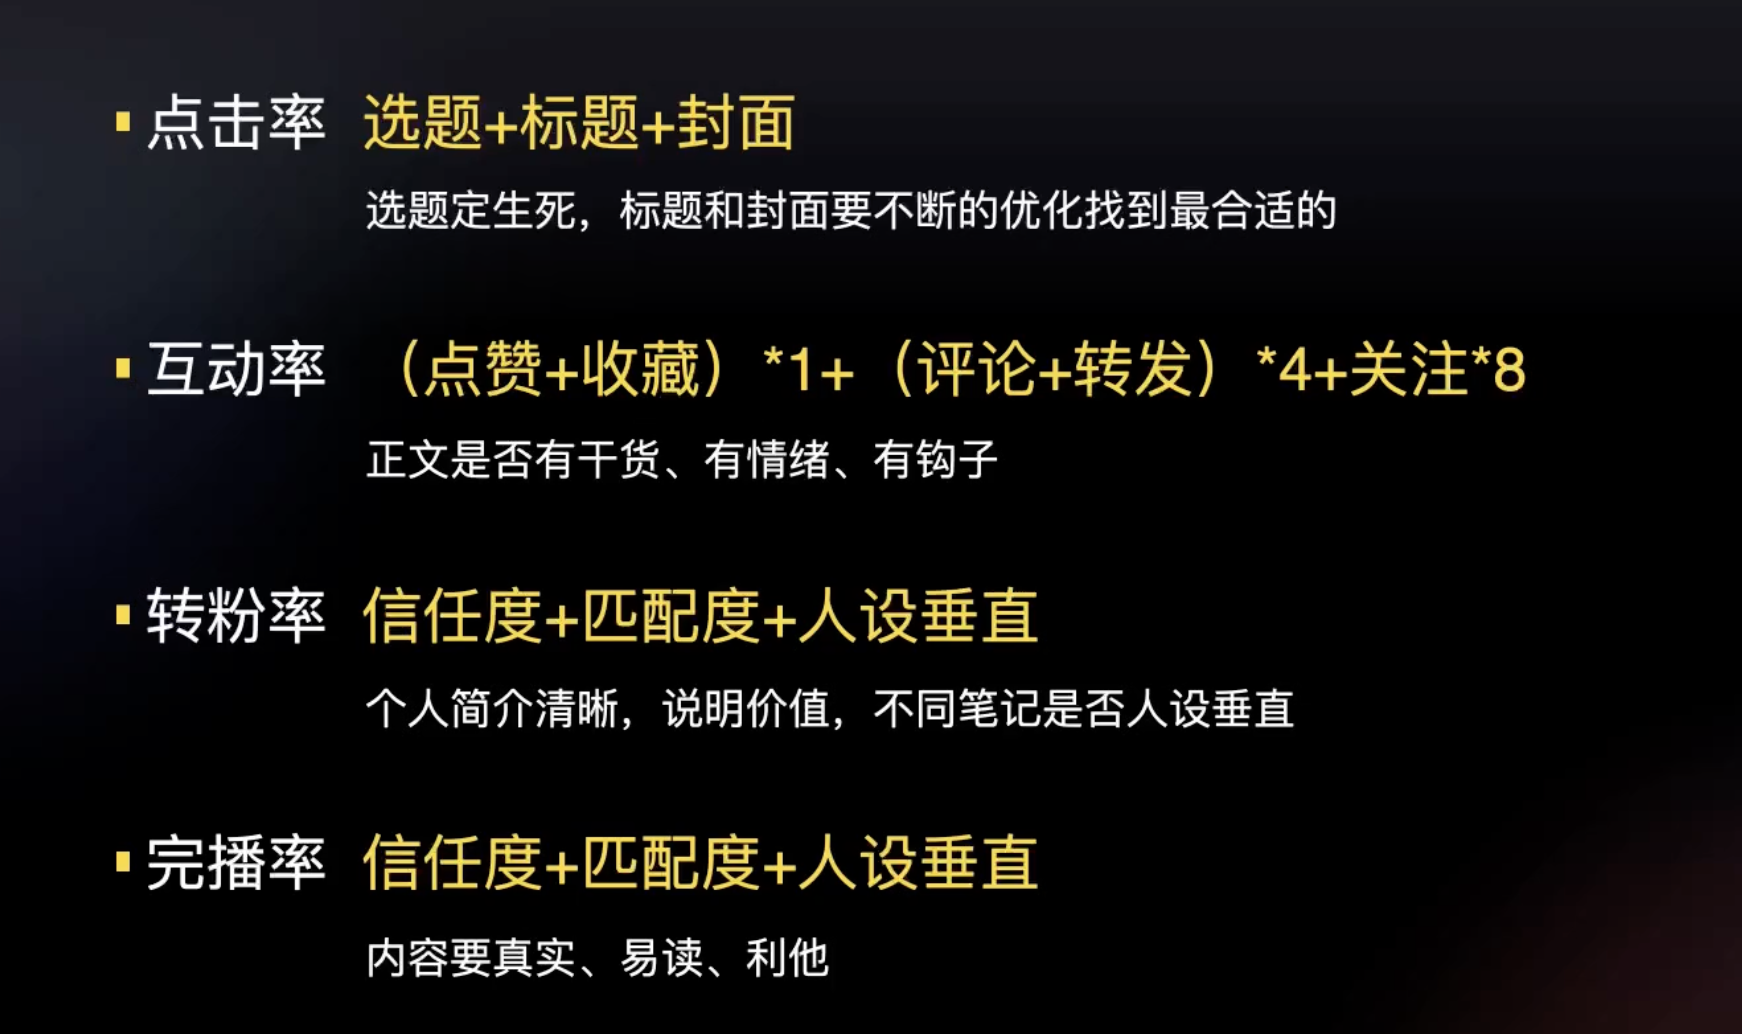 点击率 选题+标题+封面
选题定生死，标题和封面要不断的优化找到最合适的
互动率 （点赞+收藏）*1+（评论+转发）*4+关注*8
正文是否有干货、有情绪、有钩子
转粉率 信任度+匹配度+人设垂直
个人简介清晰，说明价值，不同笔记是否人设垂直
完播率 信任度+匹配度+人设垂直
内容要真实、易读、利他